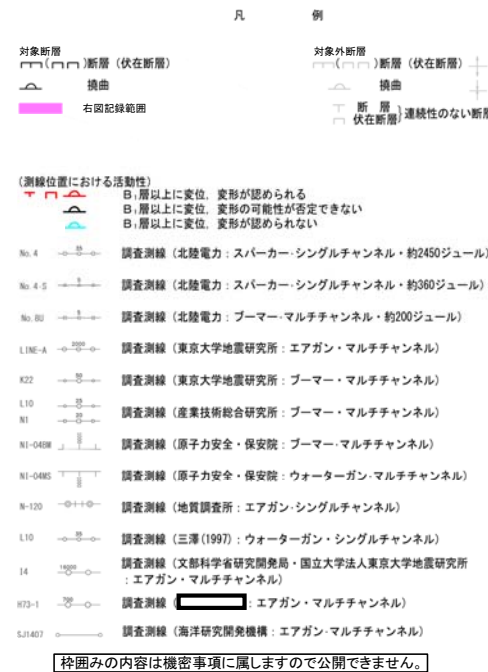 凡 例
対象断層
(   )断層（伏在断層）
撓曲
右図記録範囲
対象外断層
(   )断層（伏在断層）
撓曲
断 層
伏在断層
}連続性のない断層
(測線位置における活動性)
B₁層以上に変位，変形が認められる
B₁層以上に変位，変形の可能性が否定できない
B₁層以上に変位，変形が認められない
No.4 調査測線（北陸電力：スパーカー・シングルチャンネル・約2450ジュール）
No.4-S 調査測線（北陸電力：スパーカー・シングルチャンネル・約360ジュール）
No.8U 調査測線（北陸電力：ブーマー・マルチチャンネル・約200ジュール）
LINE-A 2000 調査測線（東京大学地震研究所：エアガン・マルチチャンネル）
K22 50 調査測線（東京大学地震研究所：ブーマー・マルチチャンネル）
L10 25
N1 20 調査測線（産業技術総合研究所：ブーマー・マルチチャンネル）
N1-04BM 調査測線（原子力安全・保安院：ブーマー・マルチチャンネル）
N1-04WS 調査測線（原子力安全・保安院：ウォーターガン・マルチチャンネル）
N-120 調査測線（地質調査所：エアガン・シングルチャンネル）
L10 調査測線（三澤(1997)：ウォーターガン・シングルチャンネル）
I4 調査測線（文部科学省研究開発局・国立大学法人東京大学地震研究所
：エアガン・マルチチャンネル）
H73-1 700 調査測線（   ：エアガン・マルチチャンネル）
SJ1407 調査測線（海洋研究開発機構：エアガン・マルチチャンネル）
枠囲みの内容は機密事項に属しますので公開できません。